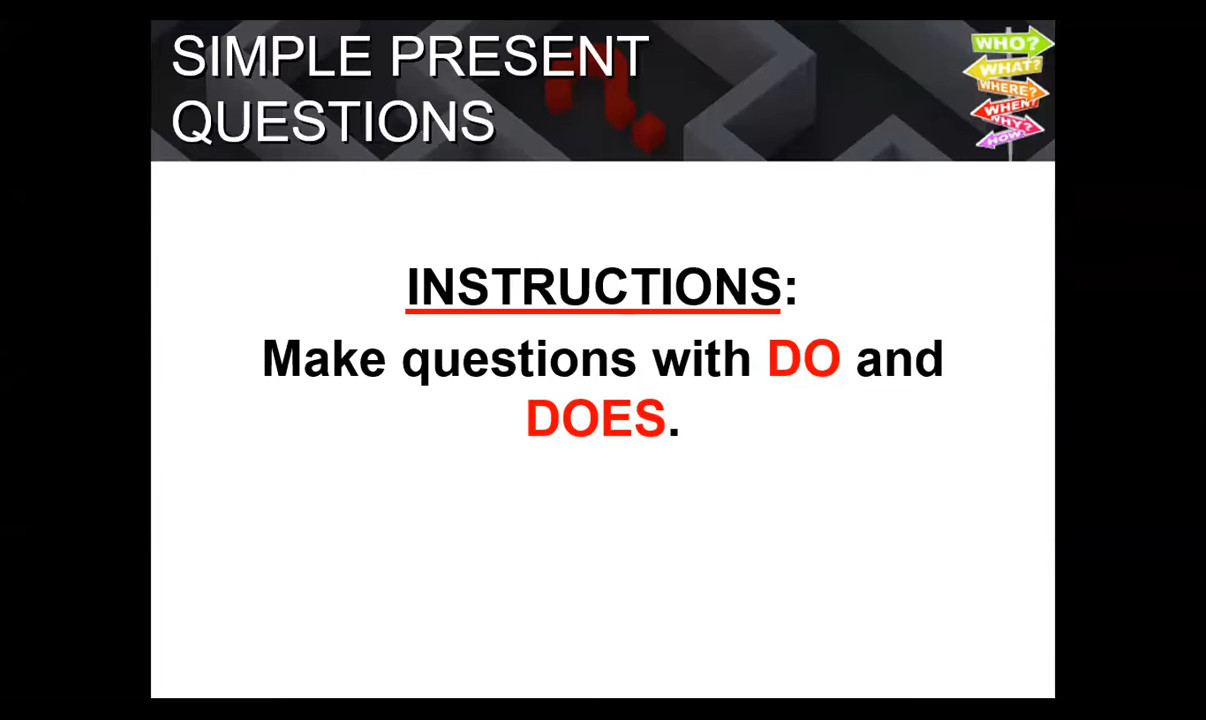 SIMPLE PRESENT
QUESTIONS
WHO?
WHAT?
WHERE?
WHEN?
WHY?
HOW?
INSTRUCTIONS:
Make questions with DO and
DOES.